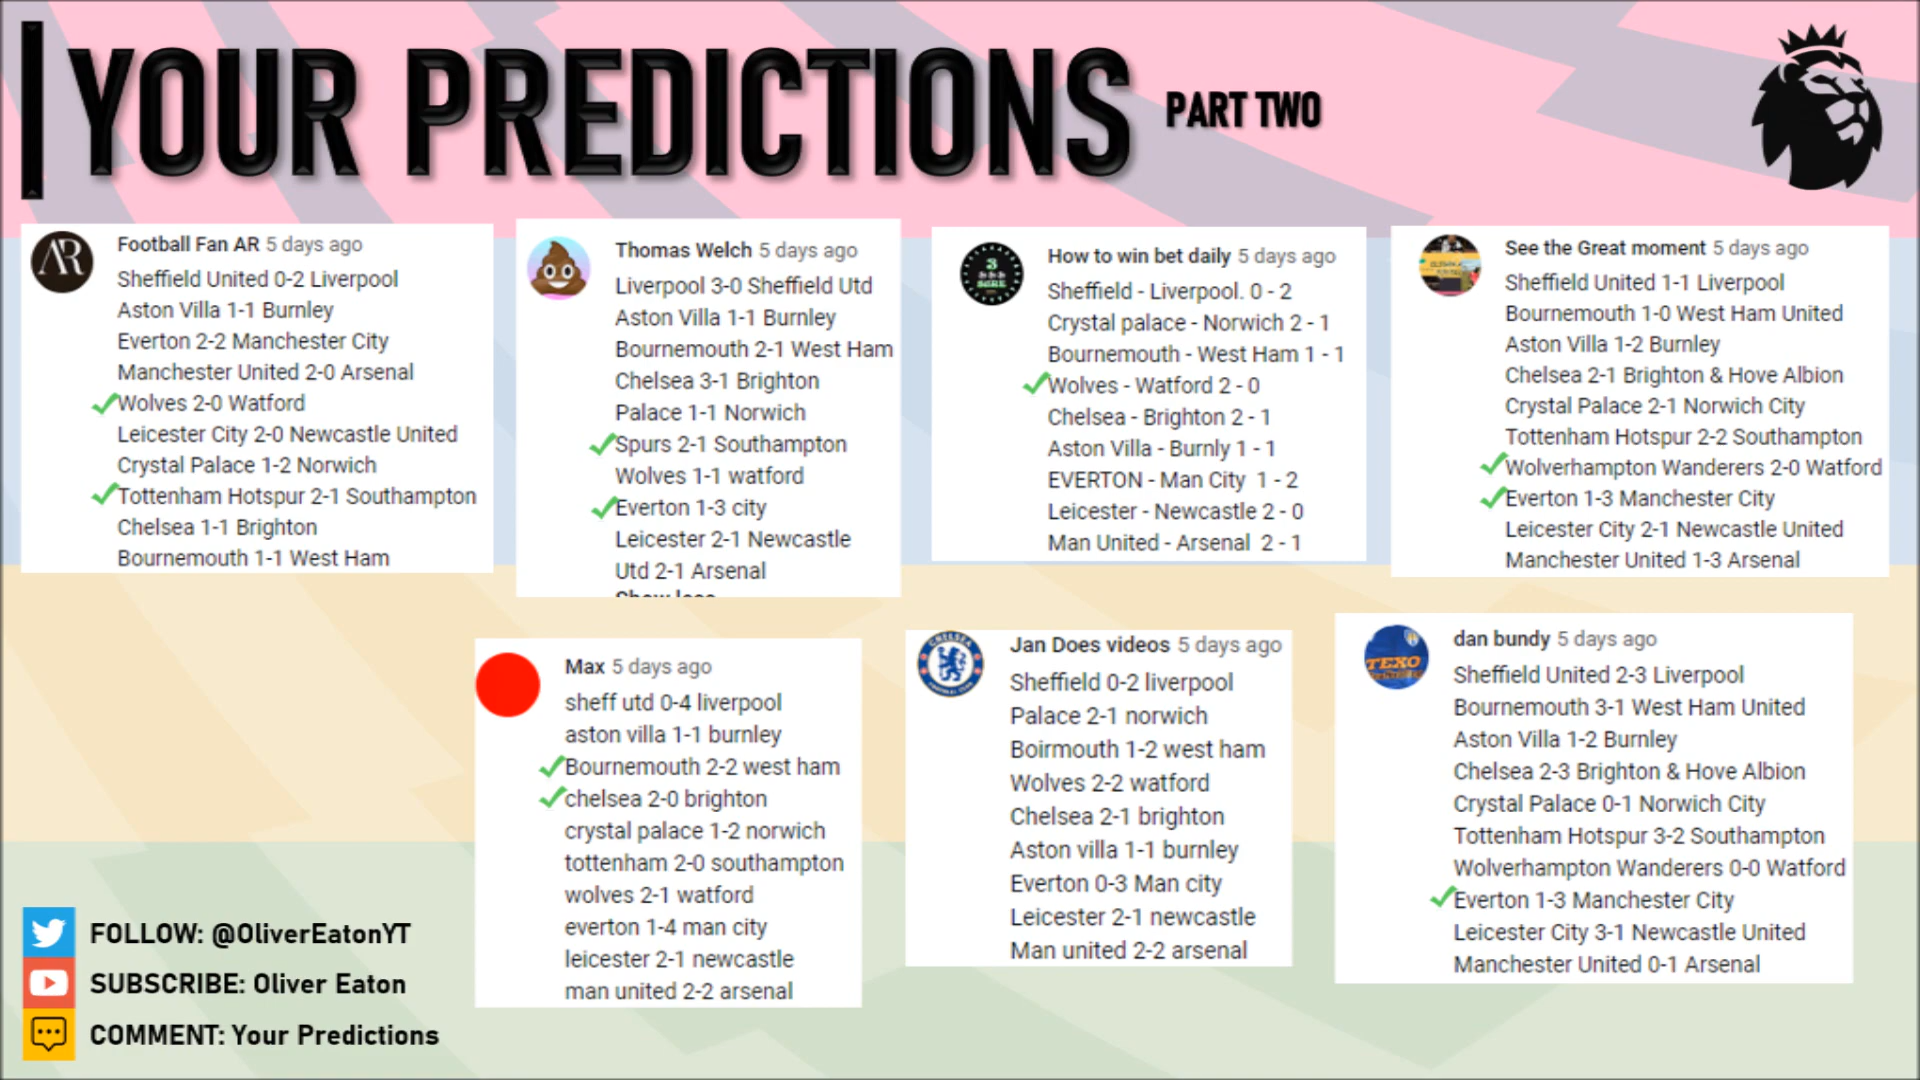 YOUR PREDICTIONS PART TWO
Football Fan AR 5 days ago
Sheffield United 0-2 Liverpool
Aston Villa 1-1 Burnley
Everton 2-2 Manchester City
Manchester United 2-0 Arsenal
Wolves 2-0 Watford
Leicester City 2-0 Newcastle United
Crystal Palace 1-2 Norwich
Tottenham Hotspur 2-1 Southampton
Chelsea 1-1 Brighton
Bournemouth 1-1 West Ham
Thomas Welch 5 days ago
Liverpool 3-0 Sheffield Utd
Aston Villa 1-1 Burnley
Bournemouth 2-1 West Ham
Chelsea 3-1 Brighton
Palace 1-1 Norwich
Spurs 2-1 Southampton
Wolves 1-1 watford
Everton 1-3 city
Leicester 2-1 Newcastle
Utd 2-1 Arsenal
Show less
How to win bet daily 5 days ago
Sheffield - Liverpool. 0 - 2
Crystal palace - Norwich 2 - 1
Bournemouth - West Ham 1 - 1
Wolves - Watford 2 - 0
Chelsea - Brighton 2 - 1
Aston Villa - Burnly 1 - 1
EVERTON - Man City 1 - 2
Leicester - Newcastle 2 - 0
Man United - Arsenal 2 - 1
See the Great moment 5 days ago
Sheffield United 1-1 Liverpool
Bournemouth 1-0 West Ham United
Aston Villa 1-2 Burnley
Chelsea 2-1 Brighton & Hove Albion
Crystal Palace 2-1 Norwich City
Tottenham Hotspur 2-2 Southampton
Wolverhampton Wanderers 2-0 Watford
Everton 1-3 Manchester City
Leicester City 2-1 Newcastle United
Manchester United 1-3 Arsenal
Max 5 days ago
sheff utd 0-4 liverpool
aston villa 1-1 burnley
Bournemouth 2-2 west ham
chelsea 2-0 brighton
crystal palace 1-2 norwich
tottenham 2-0 southampton
wolves 2-1 watford
everton 1-4 man city
leicester 2-1 newcastle
man united 2-2 arsenal
CHELSEA
Jan Does videos 5 days ago
Sheffield 0-2 liverpool
Palace 2-1 norwich
Boirmouth 1-2 west ham
Wolves 2-2 watford
Chelsea 2-1 brighton
Aston villa 1-1 burnley
Everton 0-3 Man city
Leicester 2-1 newcastle
Man united 2-2 arsenal
TEXO
dan bundy 5 days ago
Sheffield United 2-3 Liverpool
Bournemouth 3-1 West Ham United
Aston Villa 1-2 Burnley
Chelsea 2-3 Brighton & Hove Albion
Crystal Palace 0-1 Norwich City
Tottenham Hotspur 3-2 Southampton
Wolverhampton Wanderers 0-0 Watford
Everton 1-3 Manchester City
Leicester City 3-1 Newcastle United
Manchester United 0-1 Arsenal
FOLLOW: @OliverEatonYT
SUBSCRIBE: Oliver Eaton
COMMENT: Your Predictions